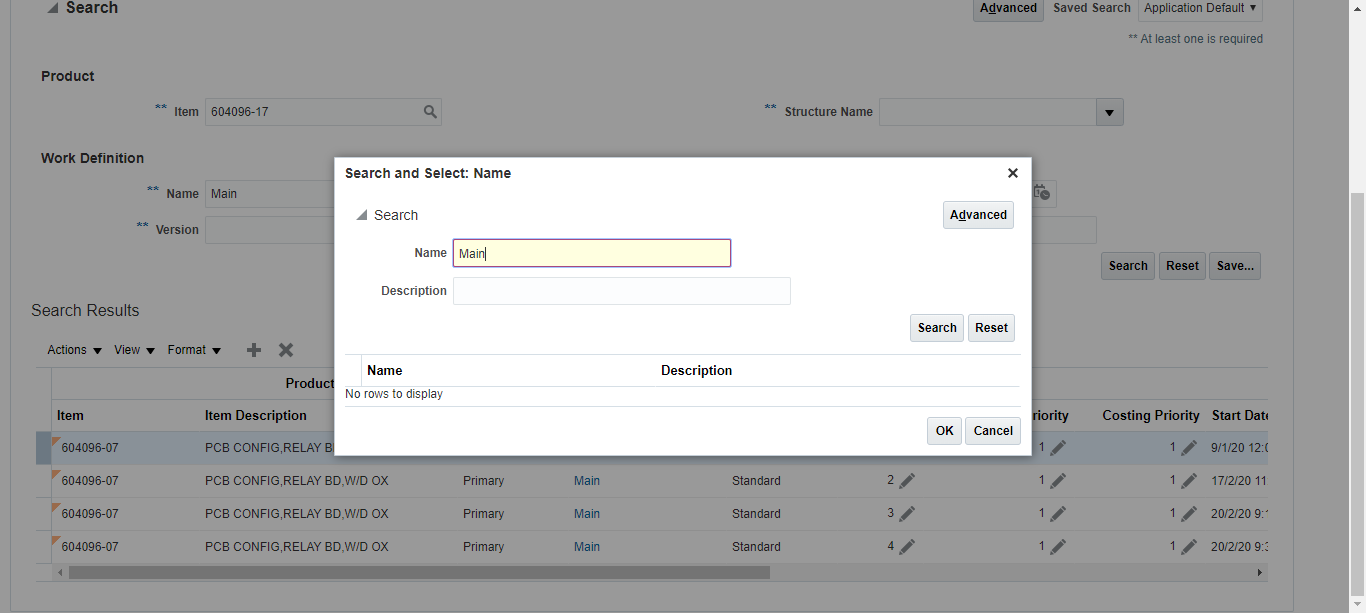 Search
Advanced Saved Search Application Default
** At least one is required
Product
** Item 604096-17
** Structure Name
Work Definition
** Name Main
** Version
Search Reset Save...
Search and Select: Name
Search
Advanced
Name Main
Description
Search Reset
Name Description
No rows to display
OK Cancel
Search Results
Actions View Format
Product
Item Item Description riority Costing Priority Start Date
604096-07 PCB CONFIG,RELAY B 1 1 9/1/20 12:0
604096-07 PCB CONFIG,RELAY BD,W/D OX Primary Main Standard 2 1 1 17/2/20 11
604096-07 PCB CONFIG,RELAY BD,W/D OX Primary Main Standard 3 1 1 20/2/20 9:1
604096-07 PCB CONFIG,RELAY BD,W/D OX Primary Main Standard 4 1 1 20/2/20 9:3